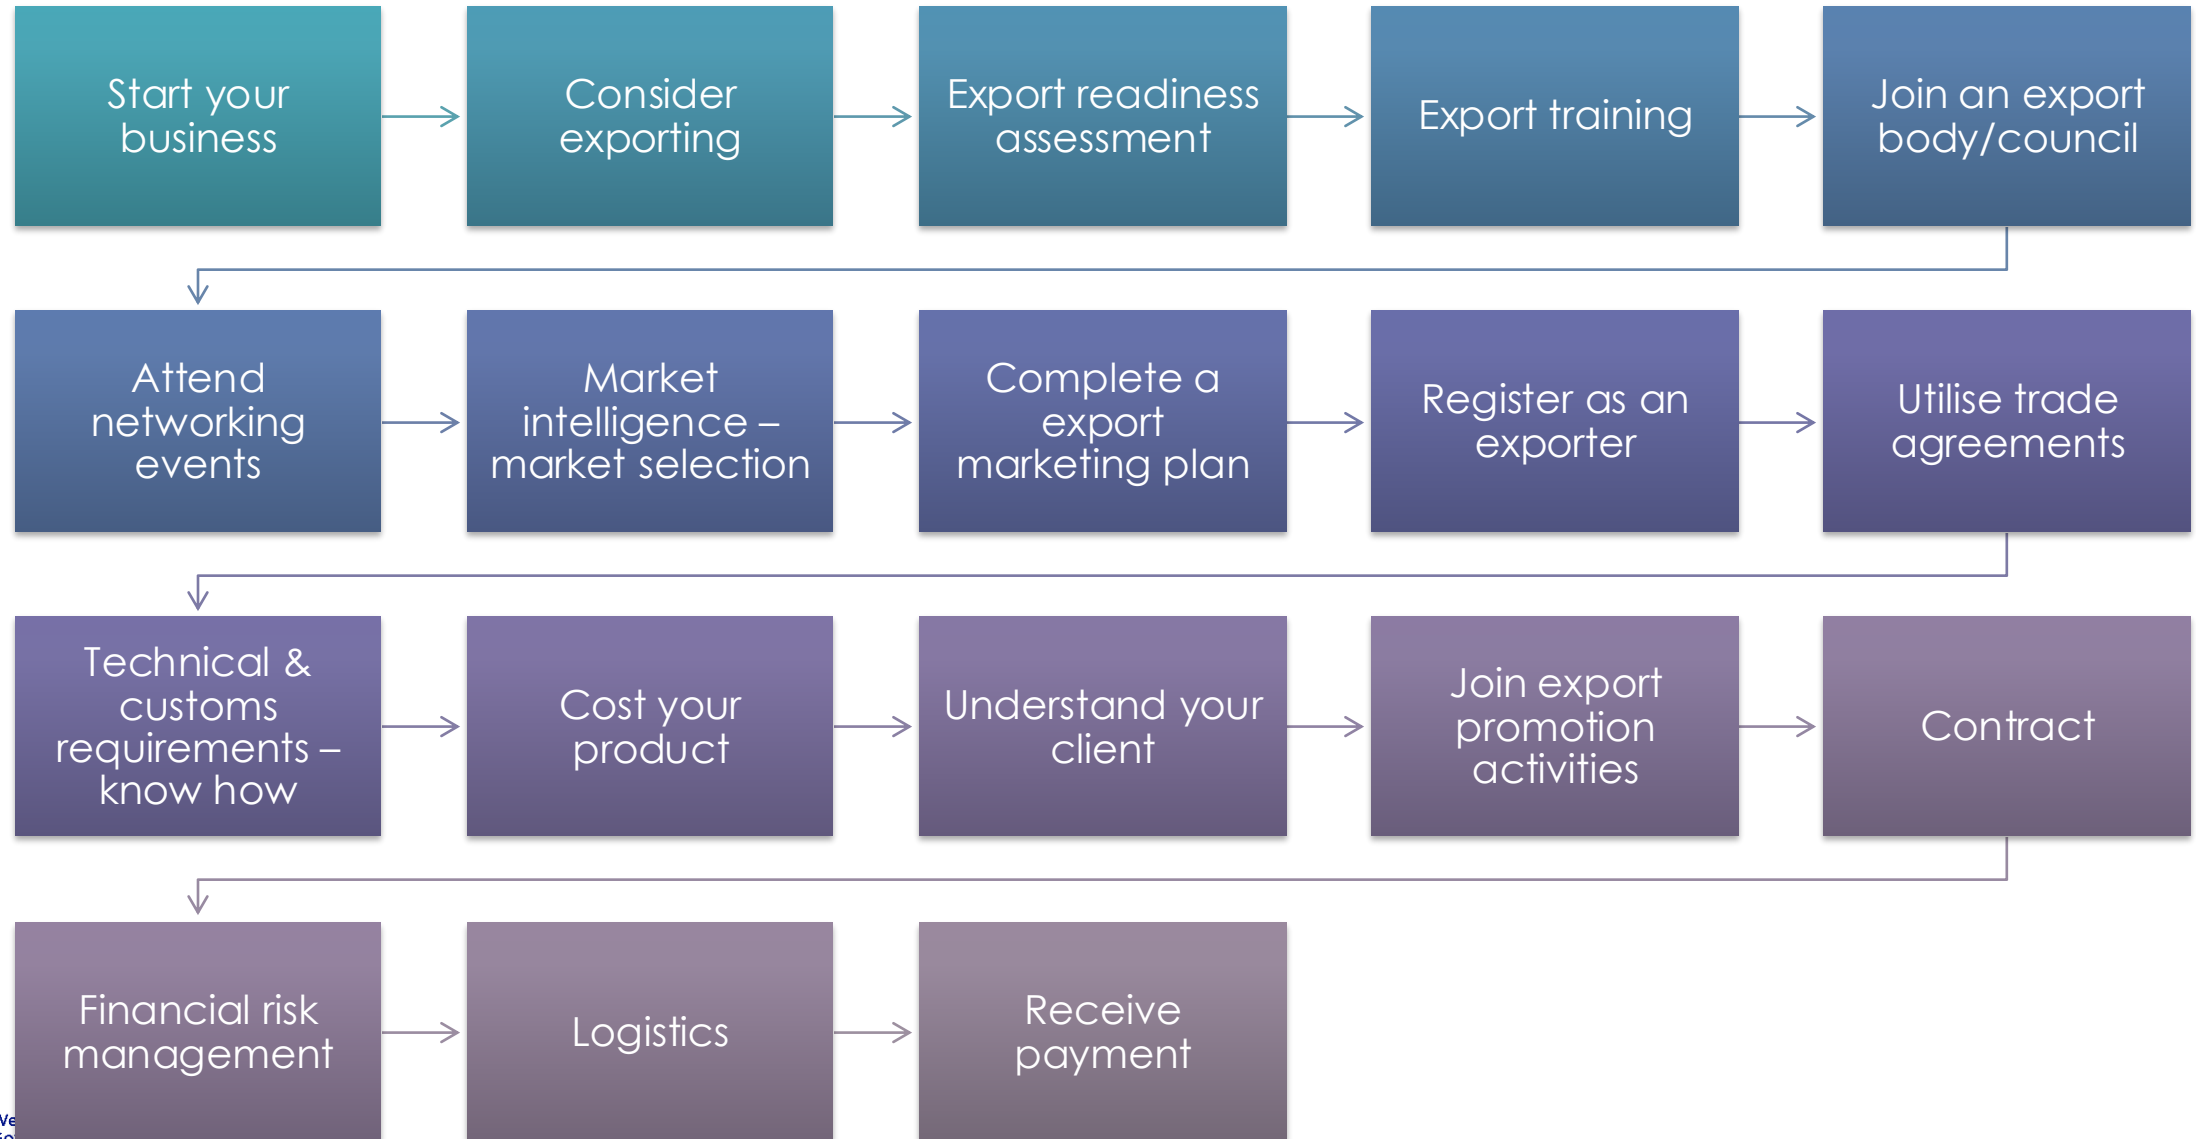 Start your
business
Consider
exporting
Export readiness
assessment
Export training
Join an export
body/council
Attend
networking
events
Market
intelligence –
market selection
Complete a
export
marketing plan
Register as an
exporter
Utilise trade
agreements
Technical &
customs
requirements –
know how
Cost your
product
Understand your
client
Join export
promotion
activities
Contract
Financial risk
management
Logistics
Receive
payment